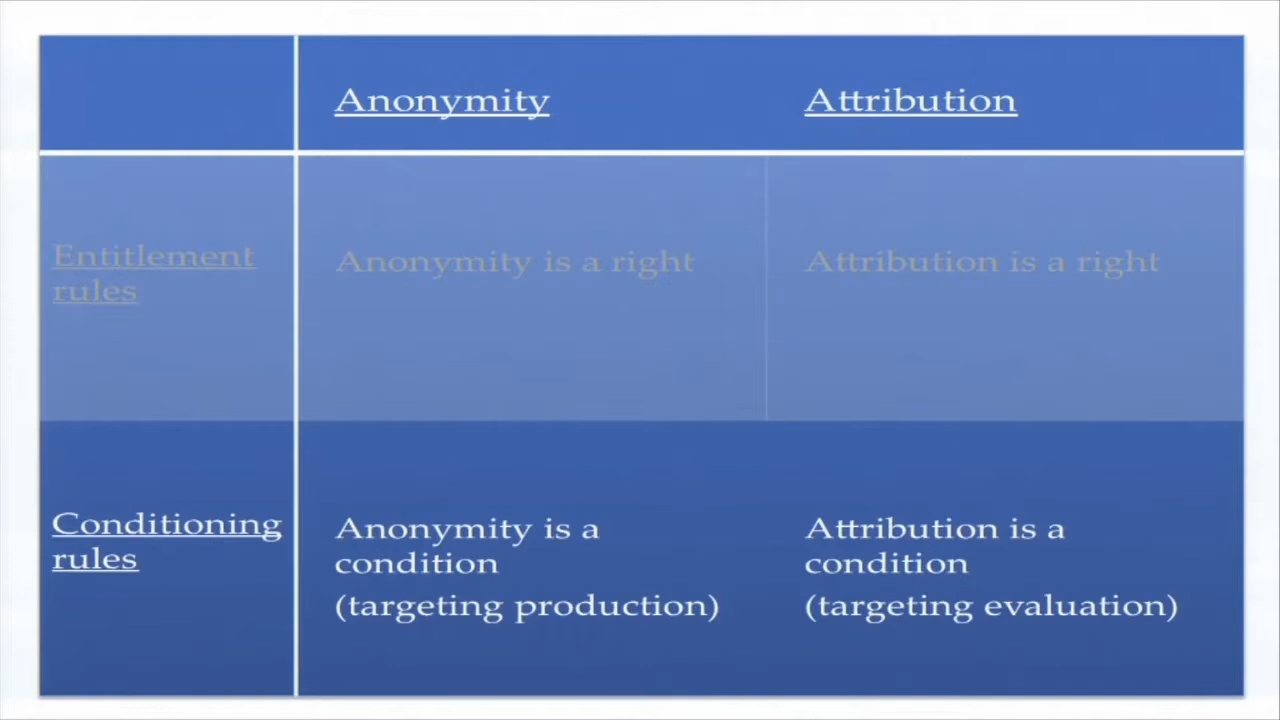 Anonymity
Attribution
Entitlement
rules
Anonymity is a right
Attribution is a right
Conditioning
rules
Anonymity is a
condition
(targeting production)
Attribution is a
condition
(targeting evaluation)